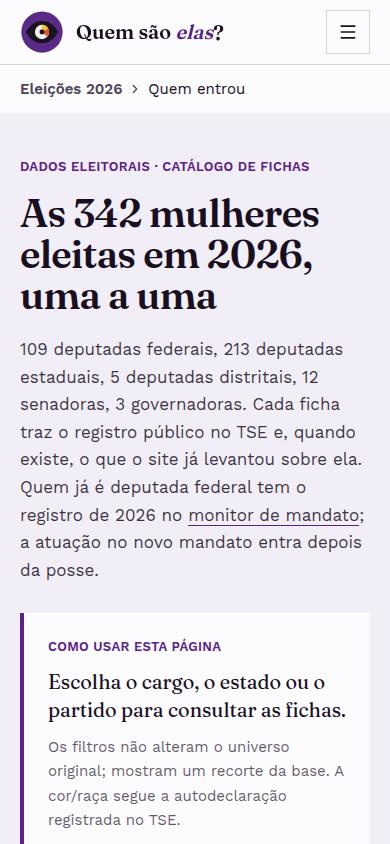 Quem são elas?
Eleições 2026 > Quem entrou
DADOS ELEITORAIS · CATÁLOGO DE FICHAS
As 342 mulheres
eleitas em 2026,
uma a uma
109 deputadas federais, 213 deputadas
estaduais, 5 deputadas distritais, 12
senadoras, 3 governadoras. Cada ficha
traz o registro público no TSE e, quando
existe, o que o site já levantou sobre ela.
Quem já é deputada federal tem o
registro de 2026 no monitor de mandato;
a atuação no novo mandato entra depois
da posse.
COMO USAR ESTA PÁGINA
Escolha o cargo, o estado ou o
partido para consultar as fichas.
Os filtros não alteram o universo
original; mostram um recorte da base. A
cor/raça segue a autodeclaração
registrada no TSE.